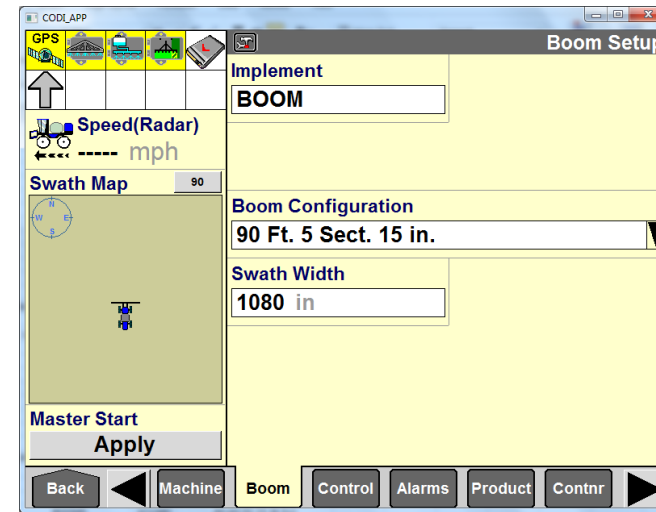 CODI_APP
GPS
L
Boom Setup
Implement
BOOM
Speed(Radar)
----- mph
Swath Map 90
N
W E
S
Boom Configuration
90 Ft. 5 Sect. 15 in.
Swath Width
1080 in
Master Start
Apply
Back Machine Boom Control Alarms Product Contnr